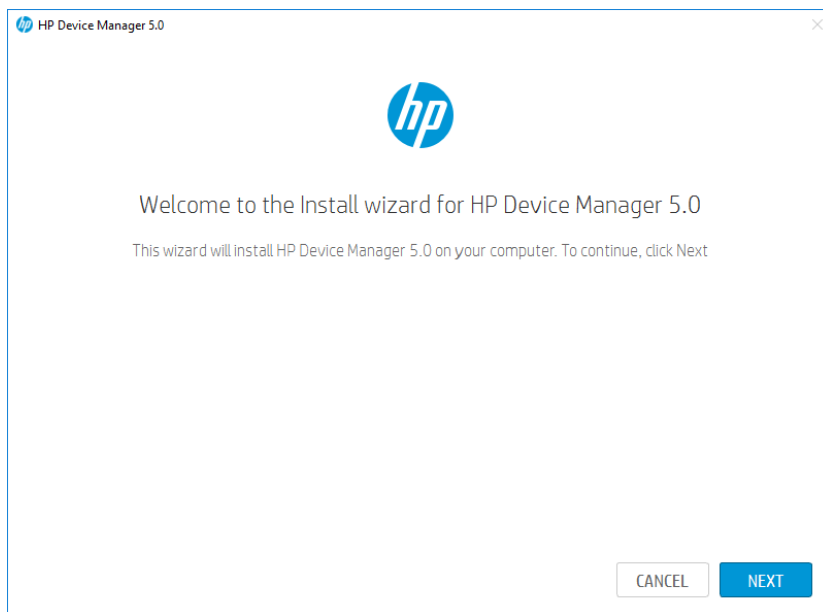 HP Device Manager 5.0
hp
Welcome to the Install wizard for HP Device Manager 5.0
This wizard will install HP Device Manager 5.0 on your computer. To continue, click Next
CANCEL NEXT